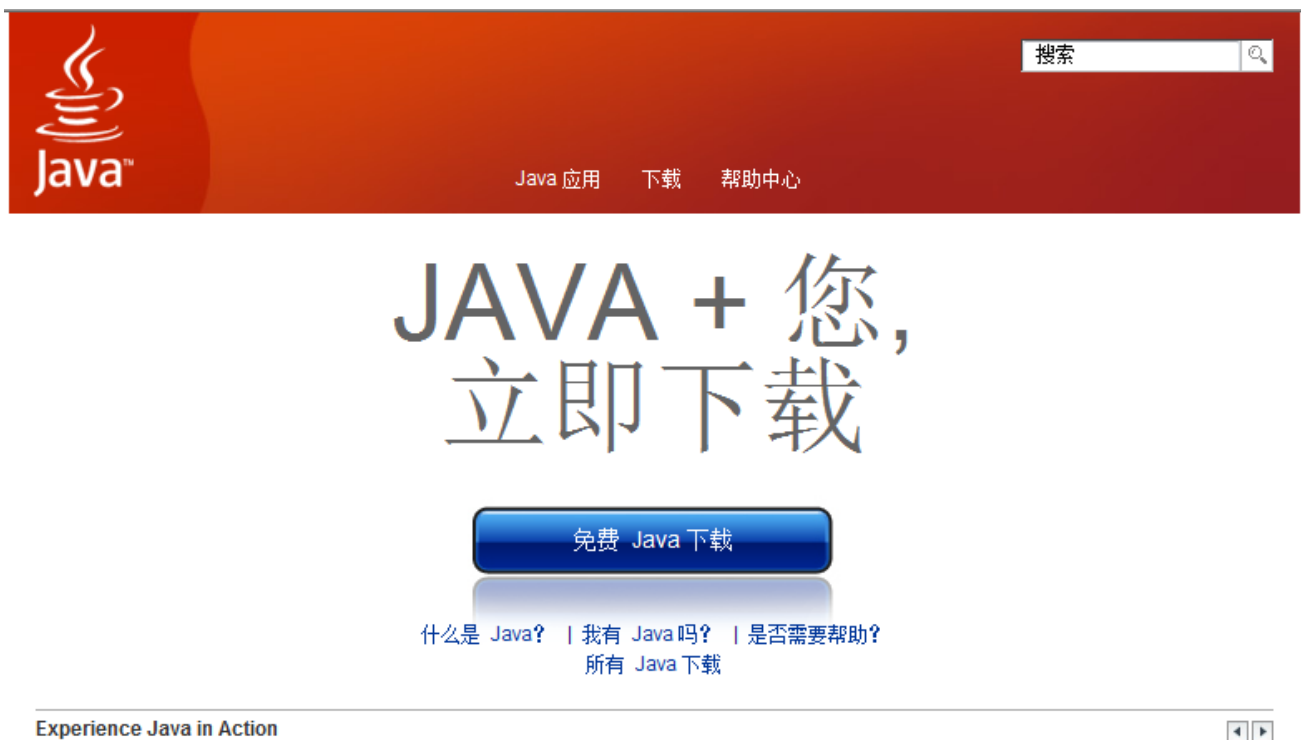 搜索
Java™
Java 应用 下载 帮助中心
JAVA + 您,
立即下载
免费 Java 下载
什么是 Java? | 我有 Java 吗? | 是否需要帮助?
所有 Java 下载
Experience Java in Action